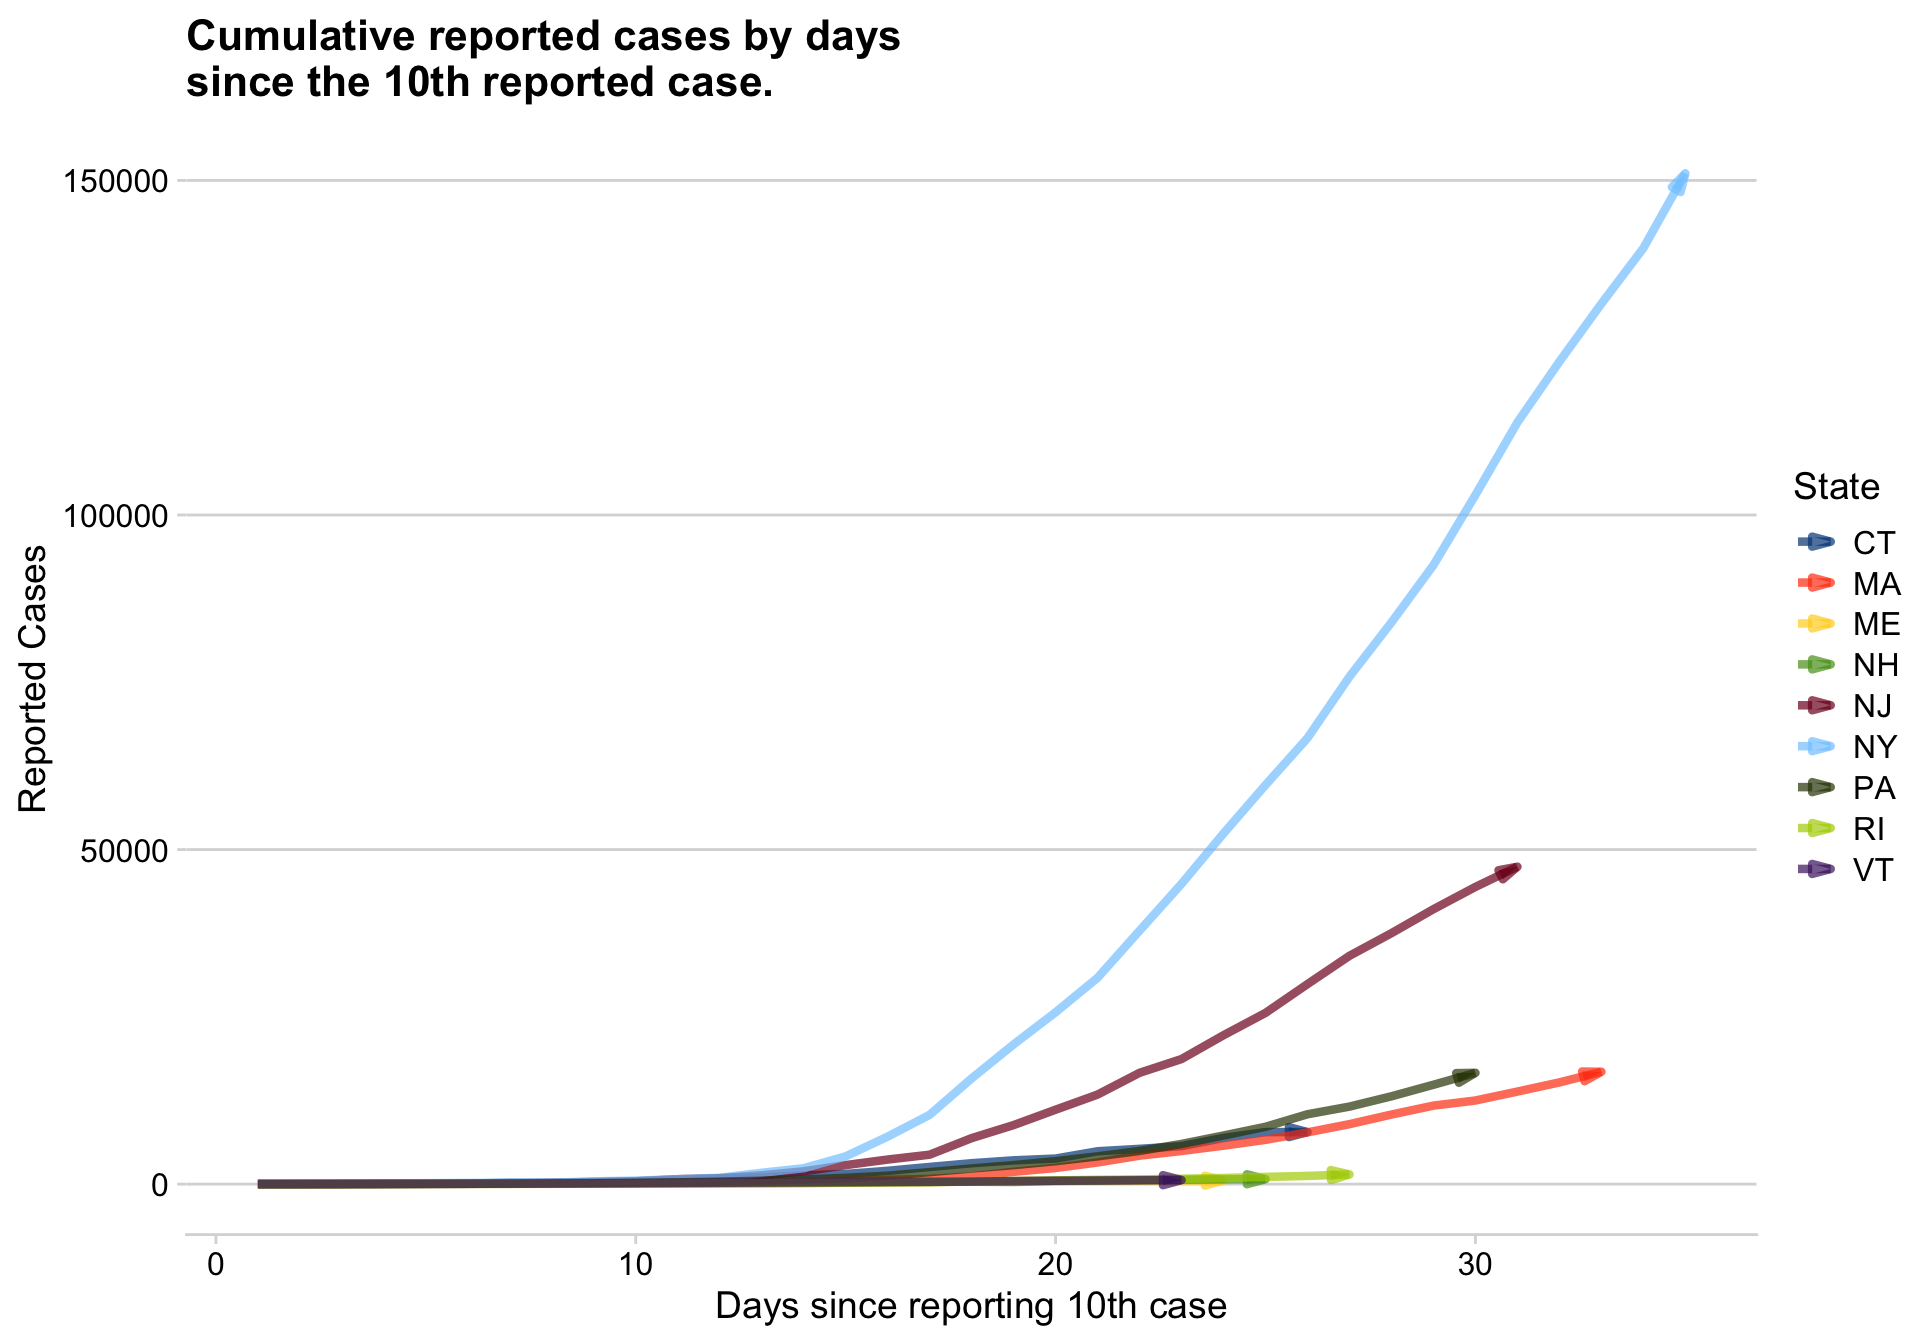 Cumulative reported cases by days
since the 10th reported case.
150000
100000
50000
0
Reported Cases
0 10 20 30
Days since reporting 10th case
State
CT
MA
ME
NH
NJ
NY
PA
RI
VT